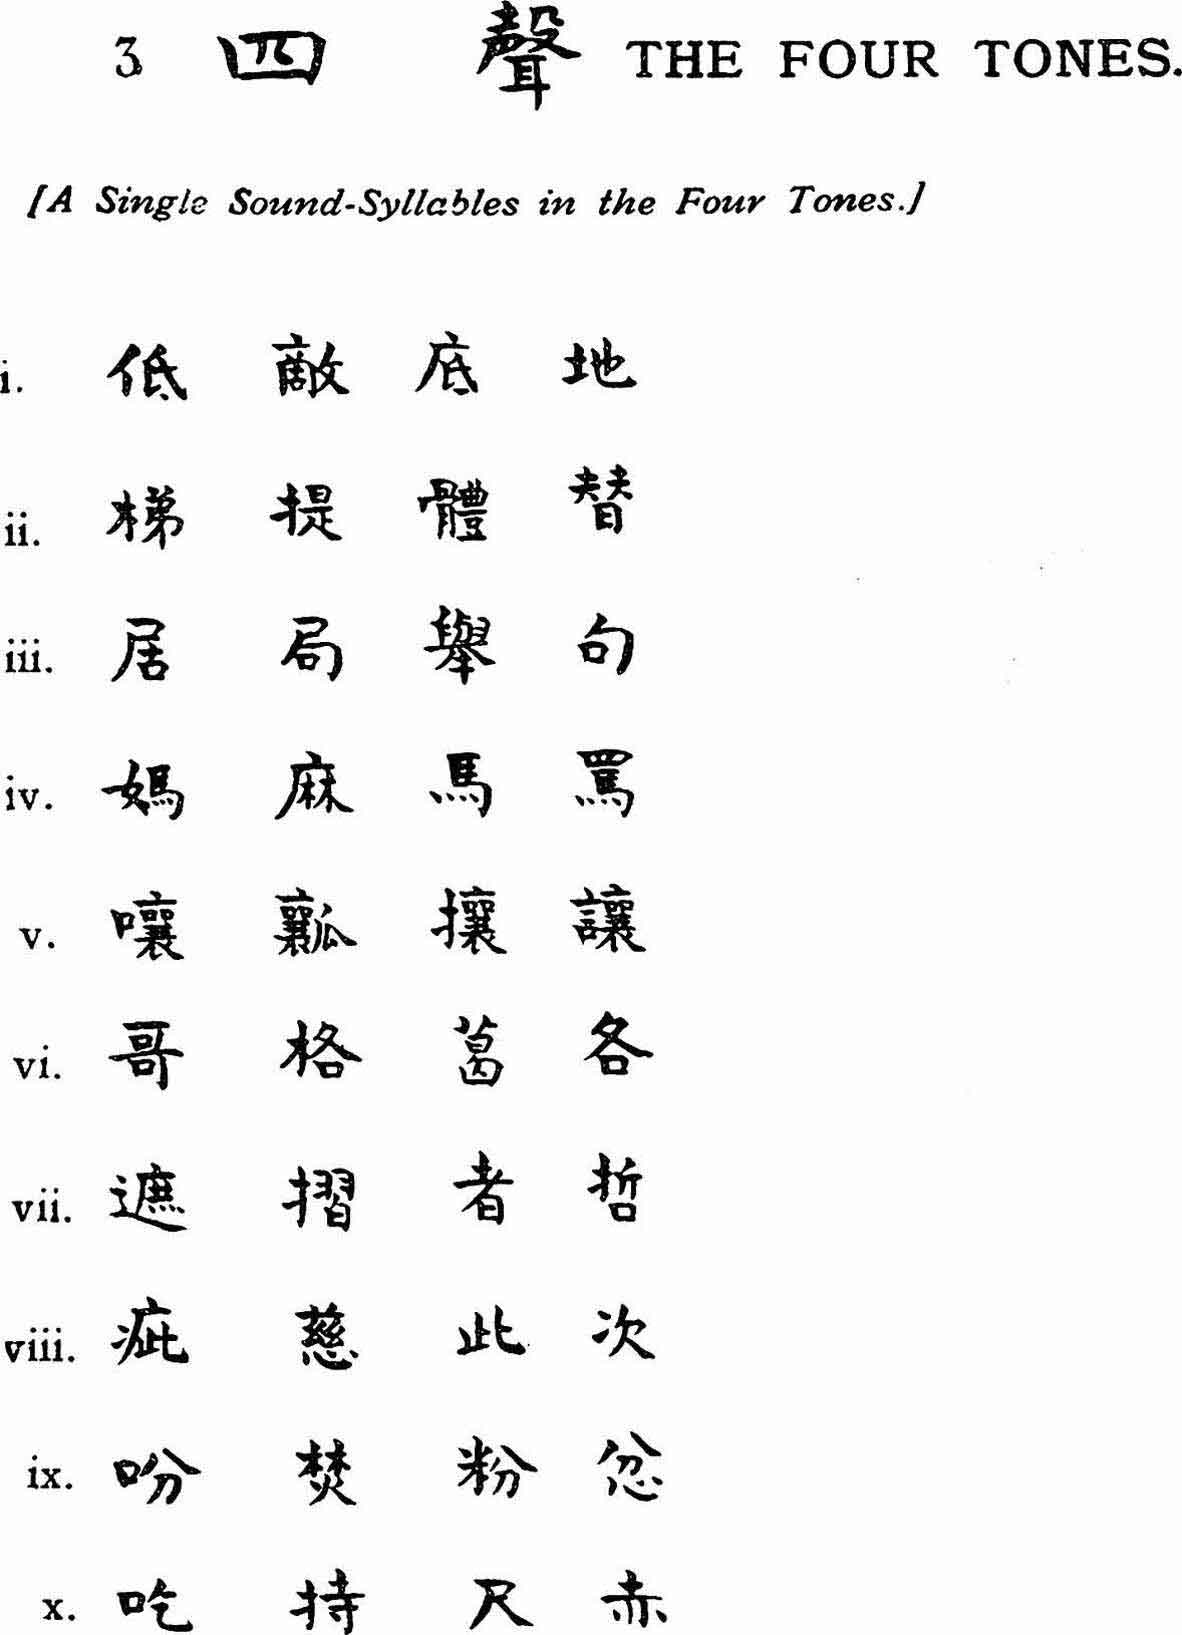 3 四 聲 THE FOUR TONES.
[A Single Sound-Syllables in the Four Tones.]
i. 低 敵 底 地
ii. 梯 提 體 替
iii. 居 局 舉 句
iv. 媽 麻 馬 罵
v. 嚷 瓤 攘 讓
vi. 哥 格 葛 各
vii. 遮 摺 者 哲
viii. 疵 慈 此 次
ix. 吩 焚 粉 忿
x. 吃 持 尺 赤